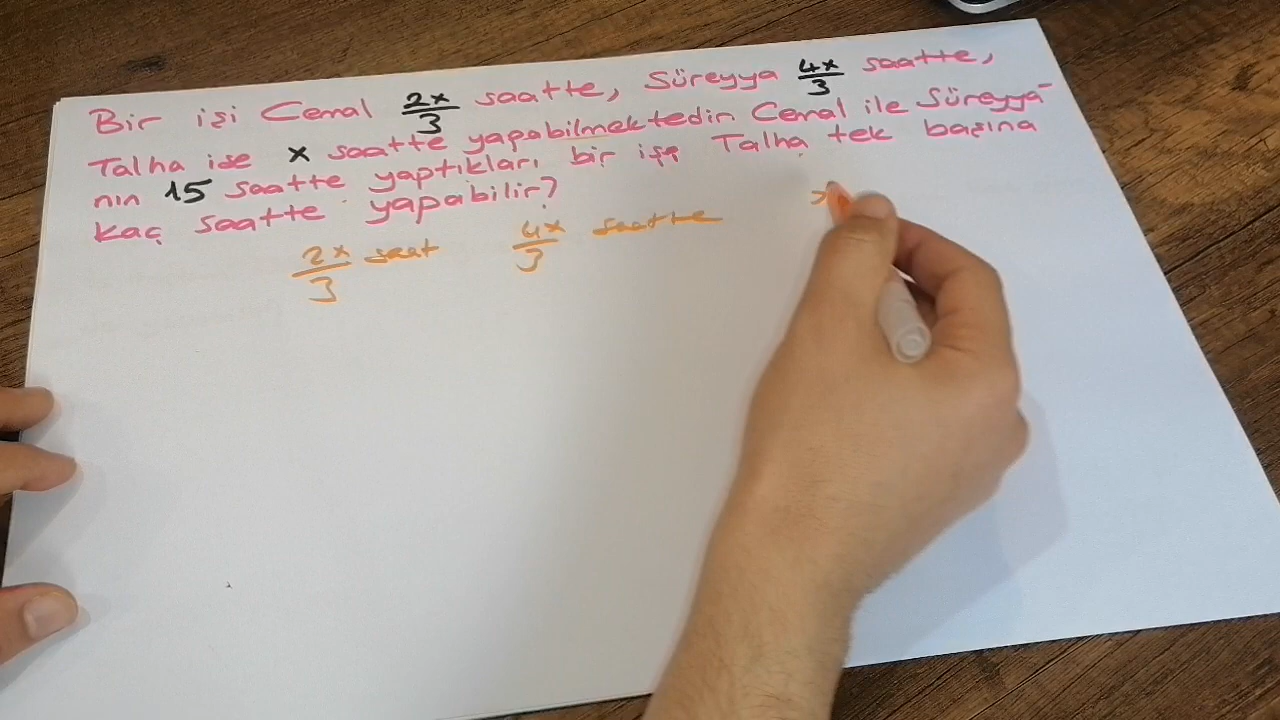 Bir işi Cemal 2x/3 saatte, Süreyya 4x/3 saatte,
Talha ise x saatte yapabilmektedir. Cemal ile Süreyya-
nın 15 saatte yaptıkları bir işi Talha tek başına
kaç saatte yapabilir?
2x/3 saat 4x/3 saatte x